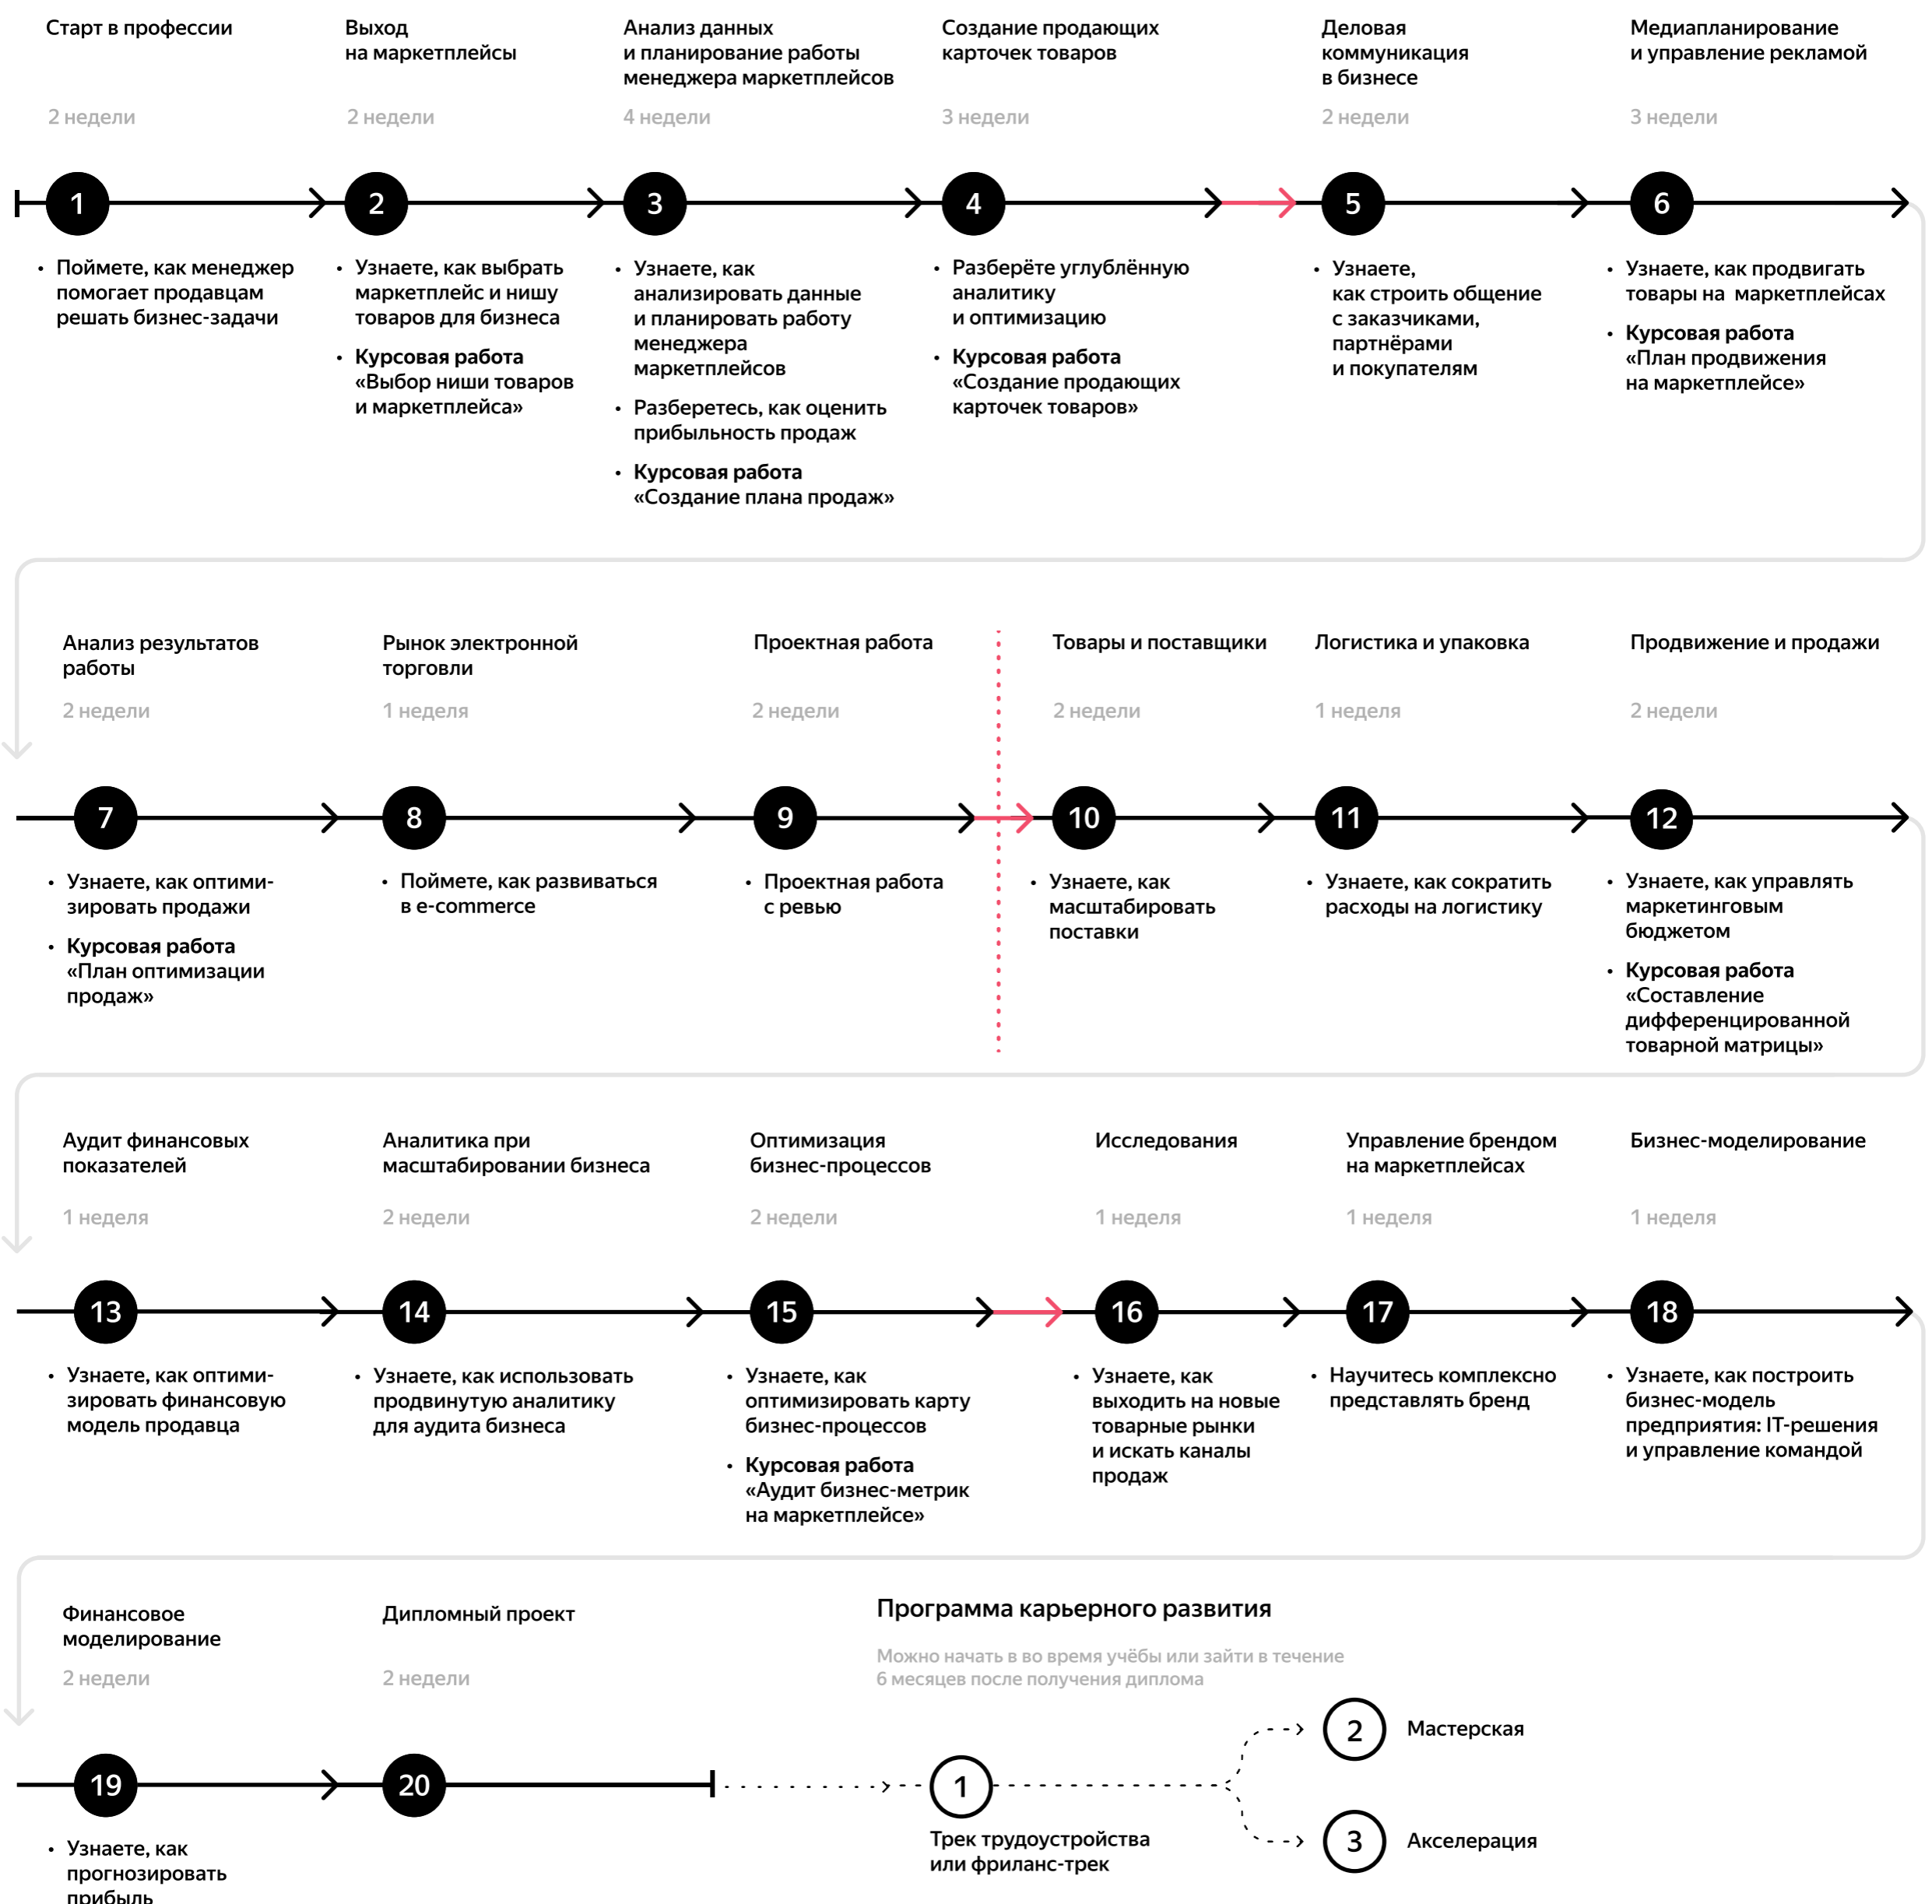 Старт в профессии
2 недели
1
Поймете, как менеджер
помогает продавцам
решать бизнес-задачи
Выход
на маркетплейсы
2 недели
2
Узнаете, как выбрать
маркетплейс и нишу
товаров для бизнеса
Курсовая работа
«Выбор ниши товаров
и маркетплейса»
Анализ данных
и планирование работы
менеджера маркетплейсов
4 недели
3
Узнаете, как
анализировать данные
и планировать работу
менеджера
маркетплейсов
Разберетесь, как оценить
прибыльность продаж
Курсовая работа
«Создание плана продаж»
Создание продающих
карточек товаров
3 недели
4
Разберёте углублённую
аналитику
и оптимизацию
Курсовая работа
«Создание продающих
карточек товаров»
Деловая
коммуникация
в бизнесе
2 недели
5
Узнаете,
как строить общение
с заказчиками,
партнёрами
и покупателям
Медиапланирование
и управление рекламой
3 недели
6
Узнаете, как продвигать
товары на маркетплейсах
Курсовая работа
«План продвижения
на маркетплейсе»
Анализ результатов
работы
2 недели
7
Узнаете, как оптими-
зировать продажи
Курсовая работа
«План оптимизации
продаж»
Рынок электронной
торговли
1 неделя
8
Поймете, как развиваться
в e-commerce
Проектная работа
2 недели
9
Проектная работа
с ревью
Товары и поставщики
2 недели
10
Узнаете, как
масштабировать
поставки
Логистика и упаковка
1 неделя
11
Узнаете, как сократить
расходы на логистику
Продвижение и продажи
2 недели
12
Узнаете, как управлять
маркетинговым
бюджетом
Курсовая работа
«Составление
дифференцированной
товарной матрицы»
Аудит финансовых
показателей
1 неделя
13
Узнаете, как оптими-
зировать финансовую
модель продавца
Аналитика при
масштабировании бизнеса
2 недели
14
Узнаете, как использовать
продвинутую аналитику
для аудита бизнеса
Оптимизация
бизнес-процессов
2 недели
15
Узнаете, как
оптимизировать карту
бизнес-процессов
Курсовая работа
«Аудит бизнес-метрик
на маркетплейсе»
Исследования
1 неделя
16
Узнаете, как
выходить на новые
товарные рынки
и искать каналы
продаж
Управление брендом
на маркетплейсах
1 неделя
17
Научитесь комплексно
представлять бренд
Бизнес-моделирование
1 неделя
18
Узнаете, как построить
бизнес-модель
предприятия: IT-решения
и управление командой
Финансовое
моделирование
2 недели
19
Узнаете, как
прогнозировать
прибыль
Дипломный проект
2 недели
20
Программа карьерного развития
Можно начать в во время учёбы или зайти в течение
6 месяцев после получения диплома
1
Трек трудоустройства
или фриланс-трек
2
Мастерская
3
Акселерация